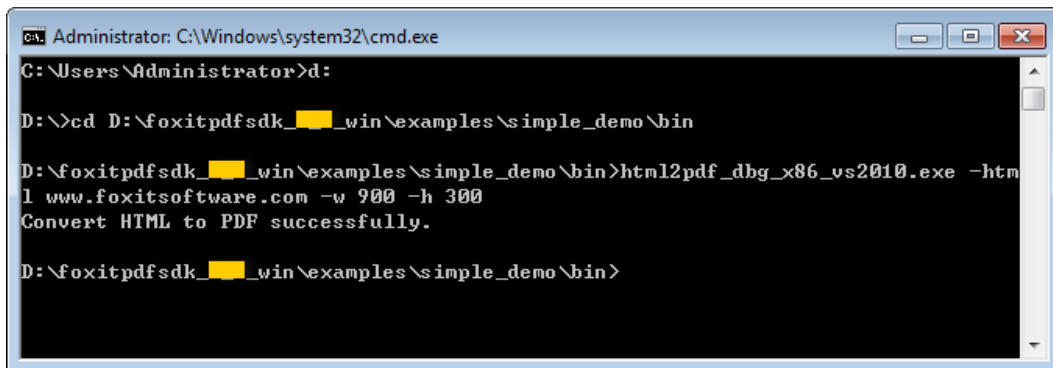 Administrator: C:\Windows\system32\cmd.exe
C:\Users\Administrator>d:
D:\>cd D:\foxitpdfsdk_ _win\examples\simple_demo\bin
D:\foxitpdfsdk_ _win\examples\simple_demo\bin>html2pdf_dbg_x86_vs2010.exe -htm
l www.foxitsoftware.com -w 900 -h 300
Convert HTML to PDF successfully.
D:\foxitpdfsdk_ _win\examples\simple_demo\bin>